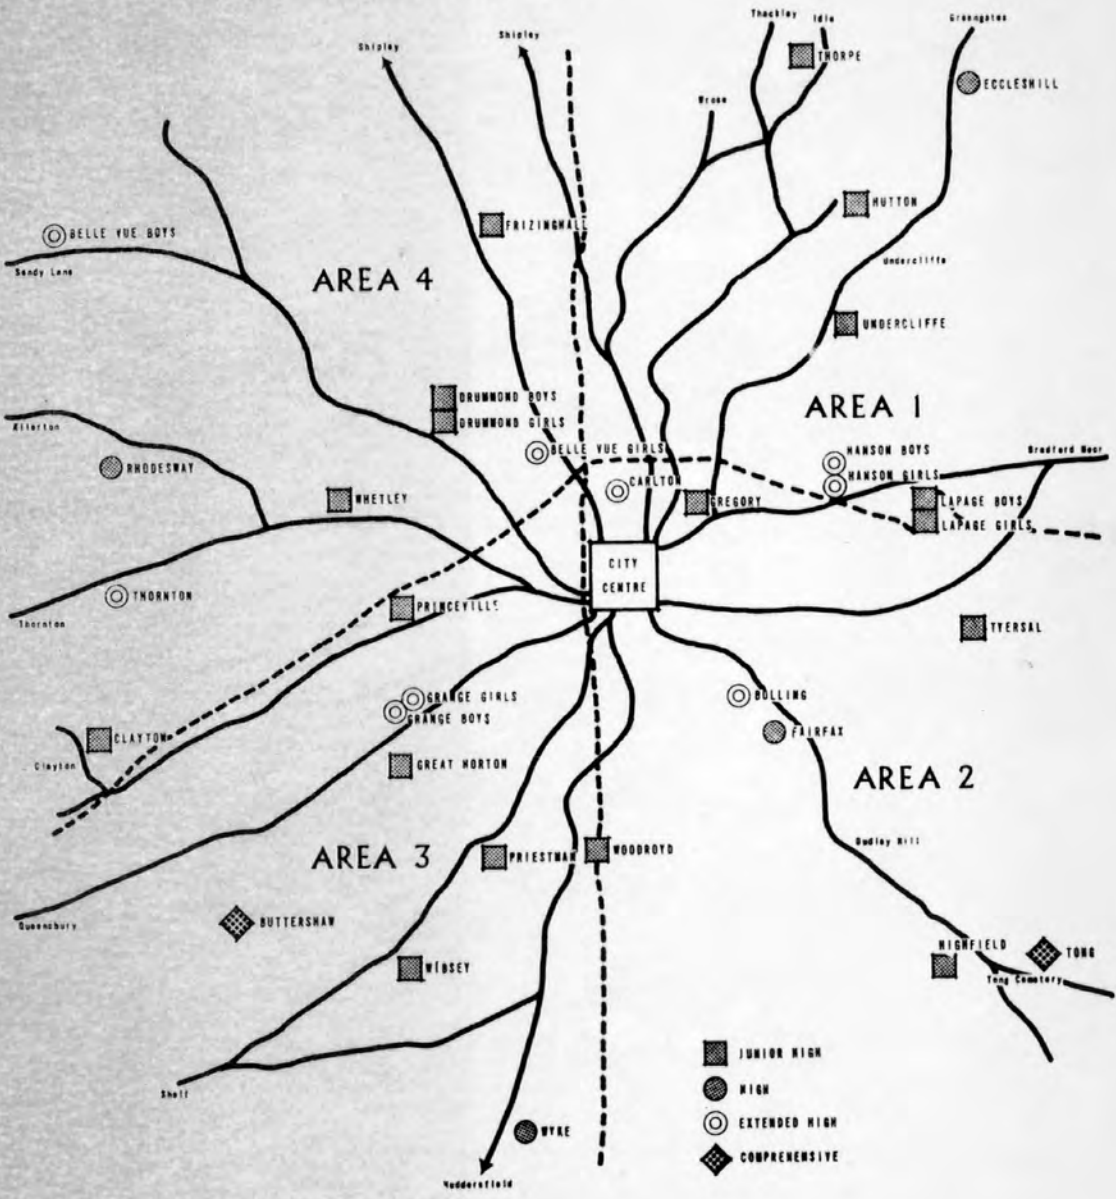 Thackley
Idle
Greengates
Shipley
Shipley
THORPE
ECCLESHILL
Wrose
HUTTON
FRIZINGHALL
BELLE VUE BOYS
Undercliffe
Sandy Lane
AREA 4
UNDERCLIFFE
DRUMMOND BOYS
DRUMMOND GIRLS
AREA 1
Allerton
BELLE VUE GIRLS
HANSON BOYS
Bradford Moor
RHODESWAY
HANSON GIRLS
CARLTON
WHETLEY
GREGORY
LAPAGE BOYS
LAPAGE GIRLS
CITY
CENTRE
THORNTON
PRINCEVILLE
Thornton
TYERSAL
GRANGE GIRLS
BOLLING
GRANGE BOYS
CLAYTON
FAIRFAX
Clayton
GREAT HORTON
AREA 2
Dudley Hill
AREA 3
PRIESTMAN
WOODROYD
Queensbury
BUTTERSHAW
HIGHFIELD
TONG
WIBSEY
Tong Cemetery
JUNIOR HIGH
Shelf
HIGH
EXTENDED HIGH
WYKE
COMPREHENSIVE
Huddersfield